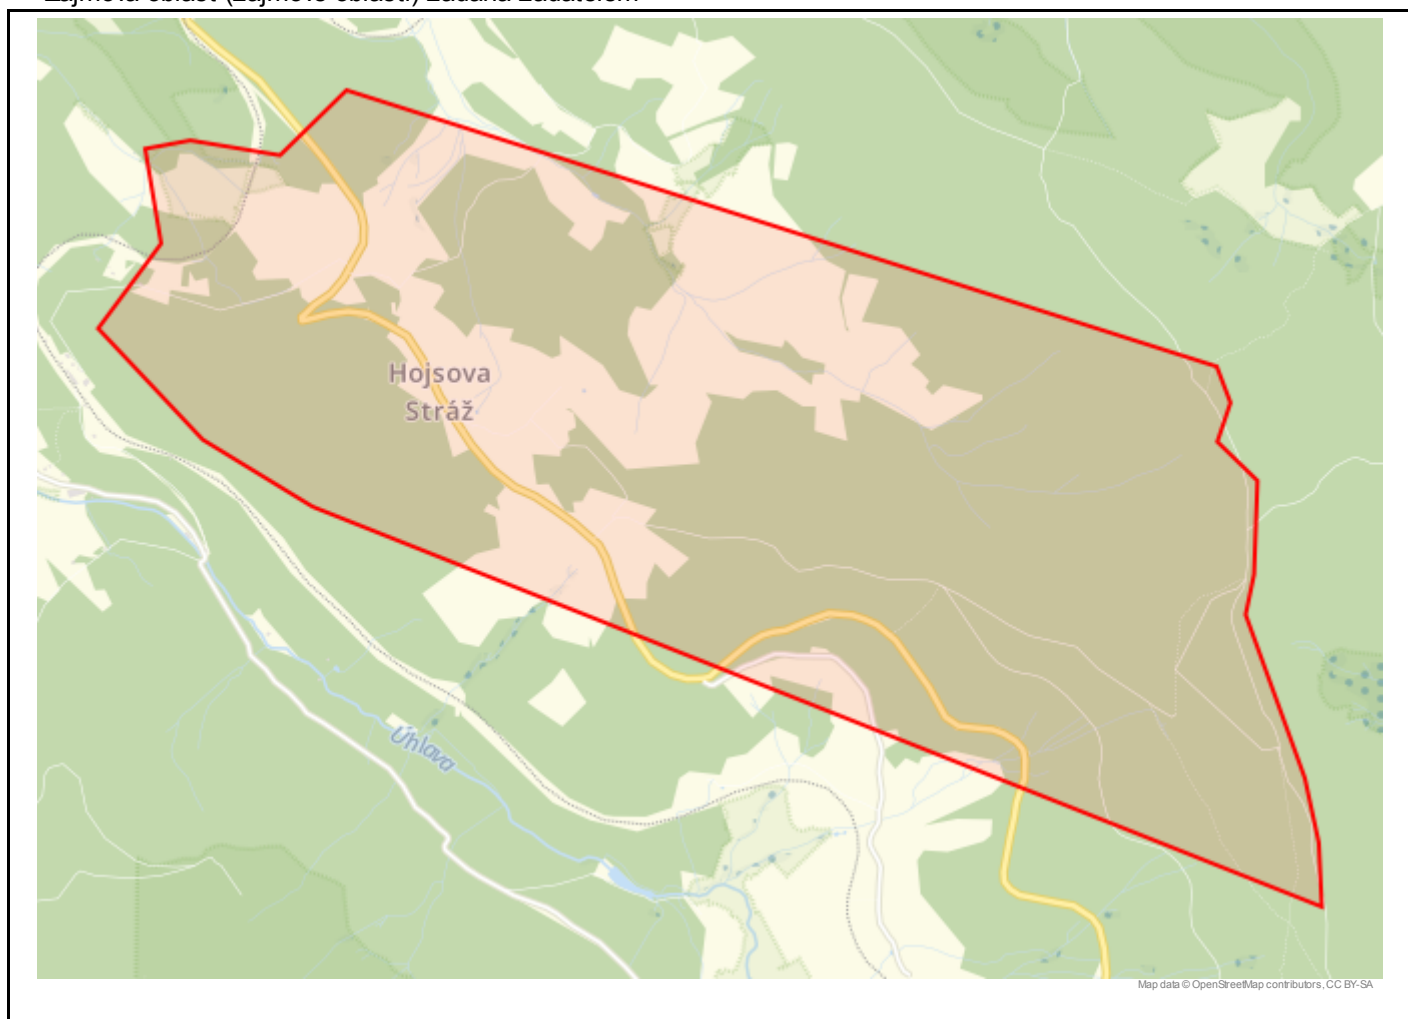 Hojsova
Stráž
Úhlava
Map data © OpenStreetMap contributors, CC BY-SA